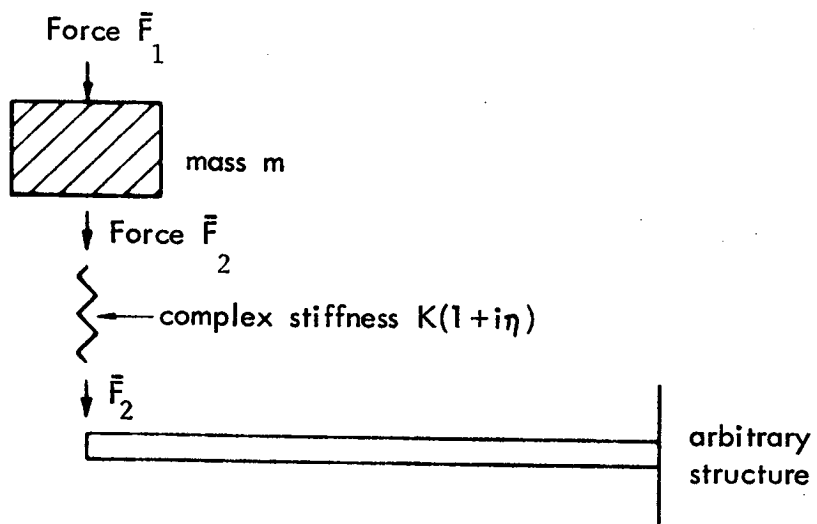 Force F̄₁
mass m
Force F̄₂
complex stiffness K(1+iη)
F̄₂
arbitrary
structure